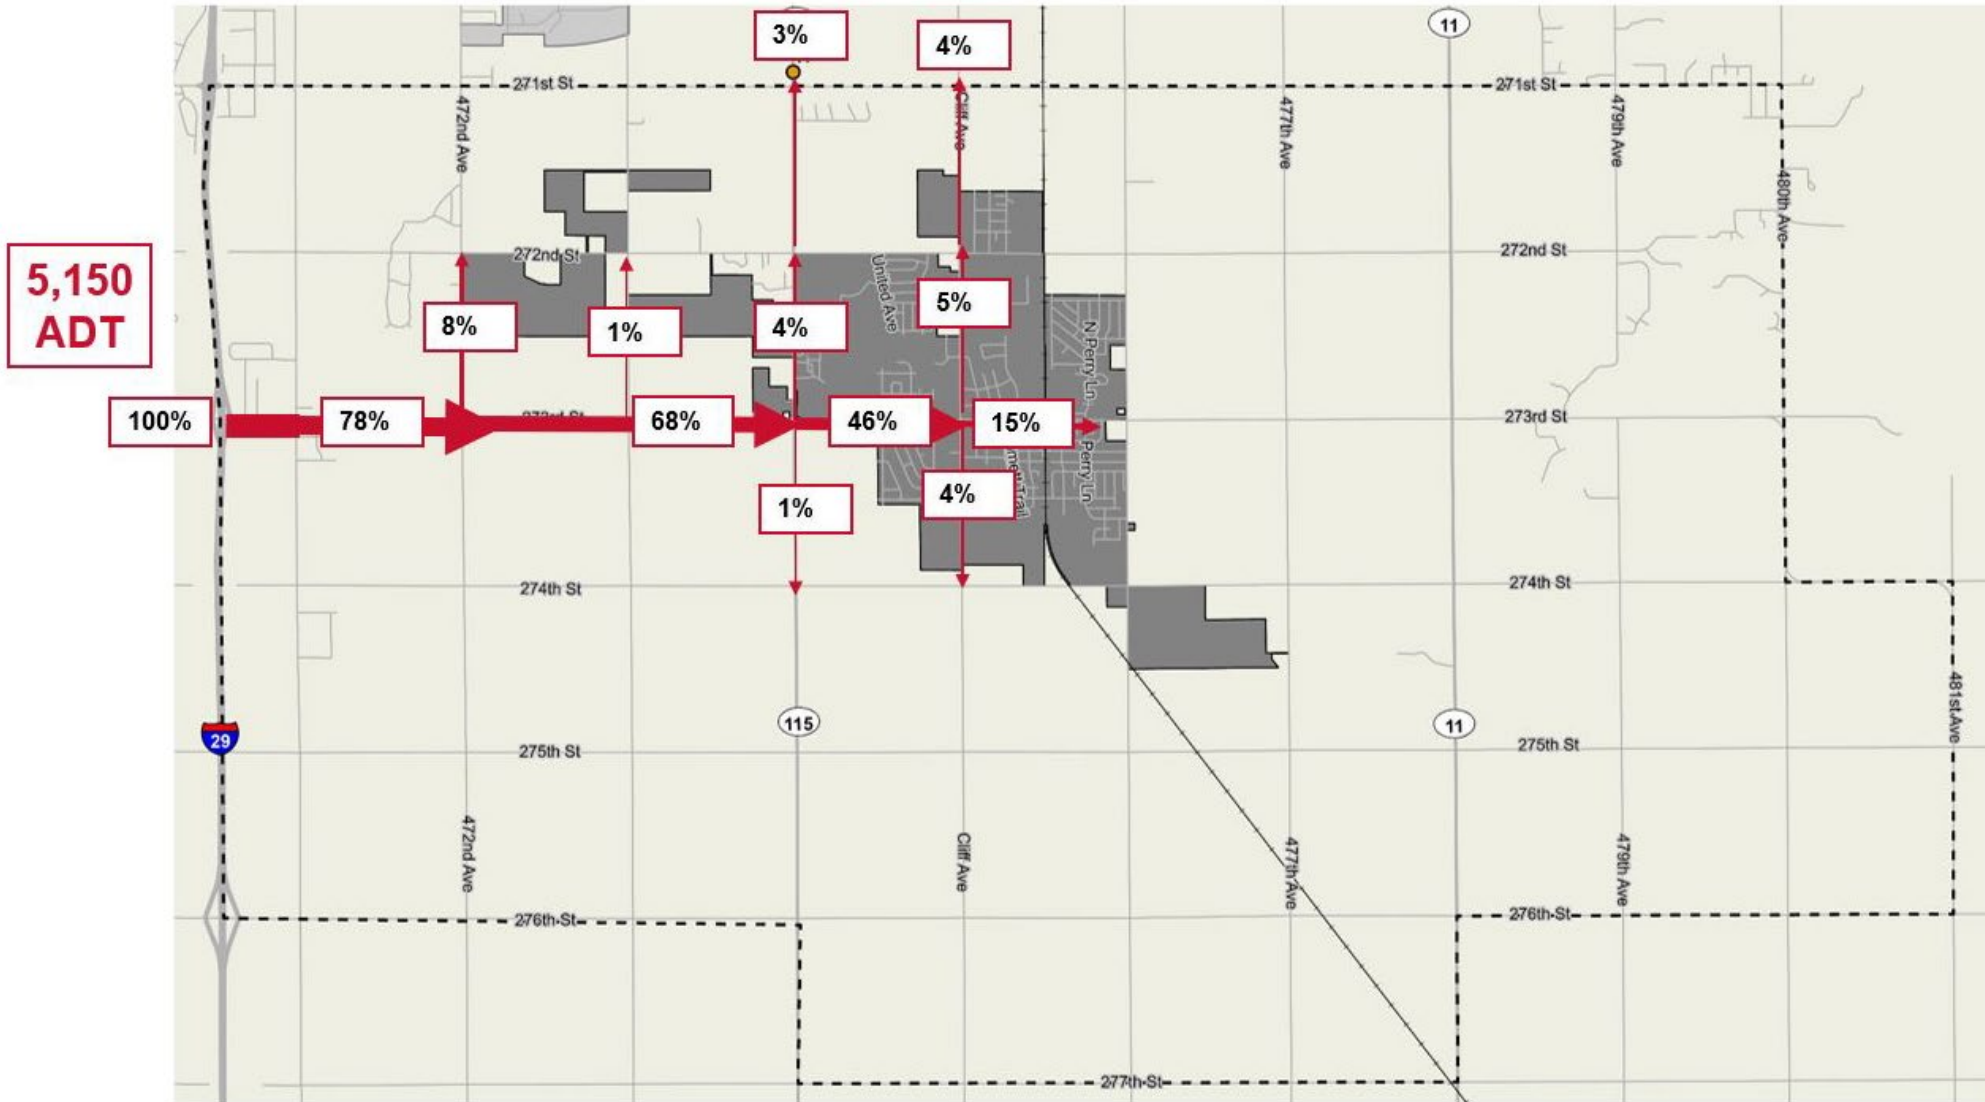 3%
4%
11
271st St
271st St
472nd Ave
Cliff Ave
477th Ave
479th Ave
480th Ave
272nd St
272nd St
United Ave
5,150
ADT
8%
1%
4%
5%
N Perry Ln
100%
78%
273rd St
68%
46%
15%
273rd St
1%
4%
Perry Ln
Trail
274th St
274th St
115
11
481st Ave
29
275th St
275th St
472nd Ave
Cliff Ave
477th Ave
479th Ave
276th St
276th St
277th St